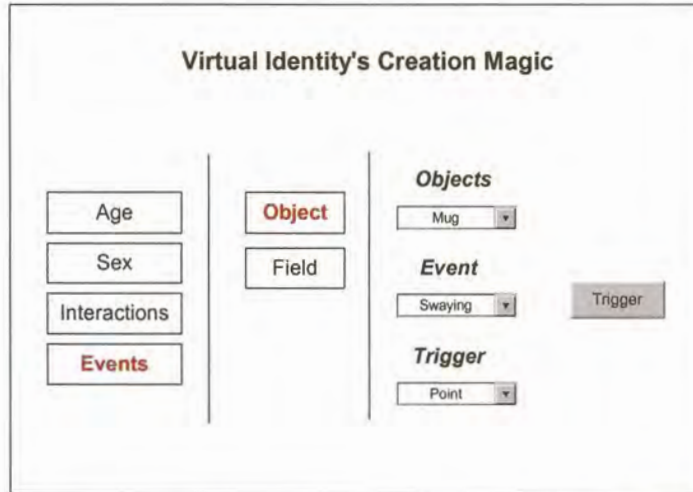 Virtual Identity's Creation Magic
Age
Sex
Interactions
Events
Object
Field
Objects
Mug
Event
Swaying
Trigger
Point
Trigger